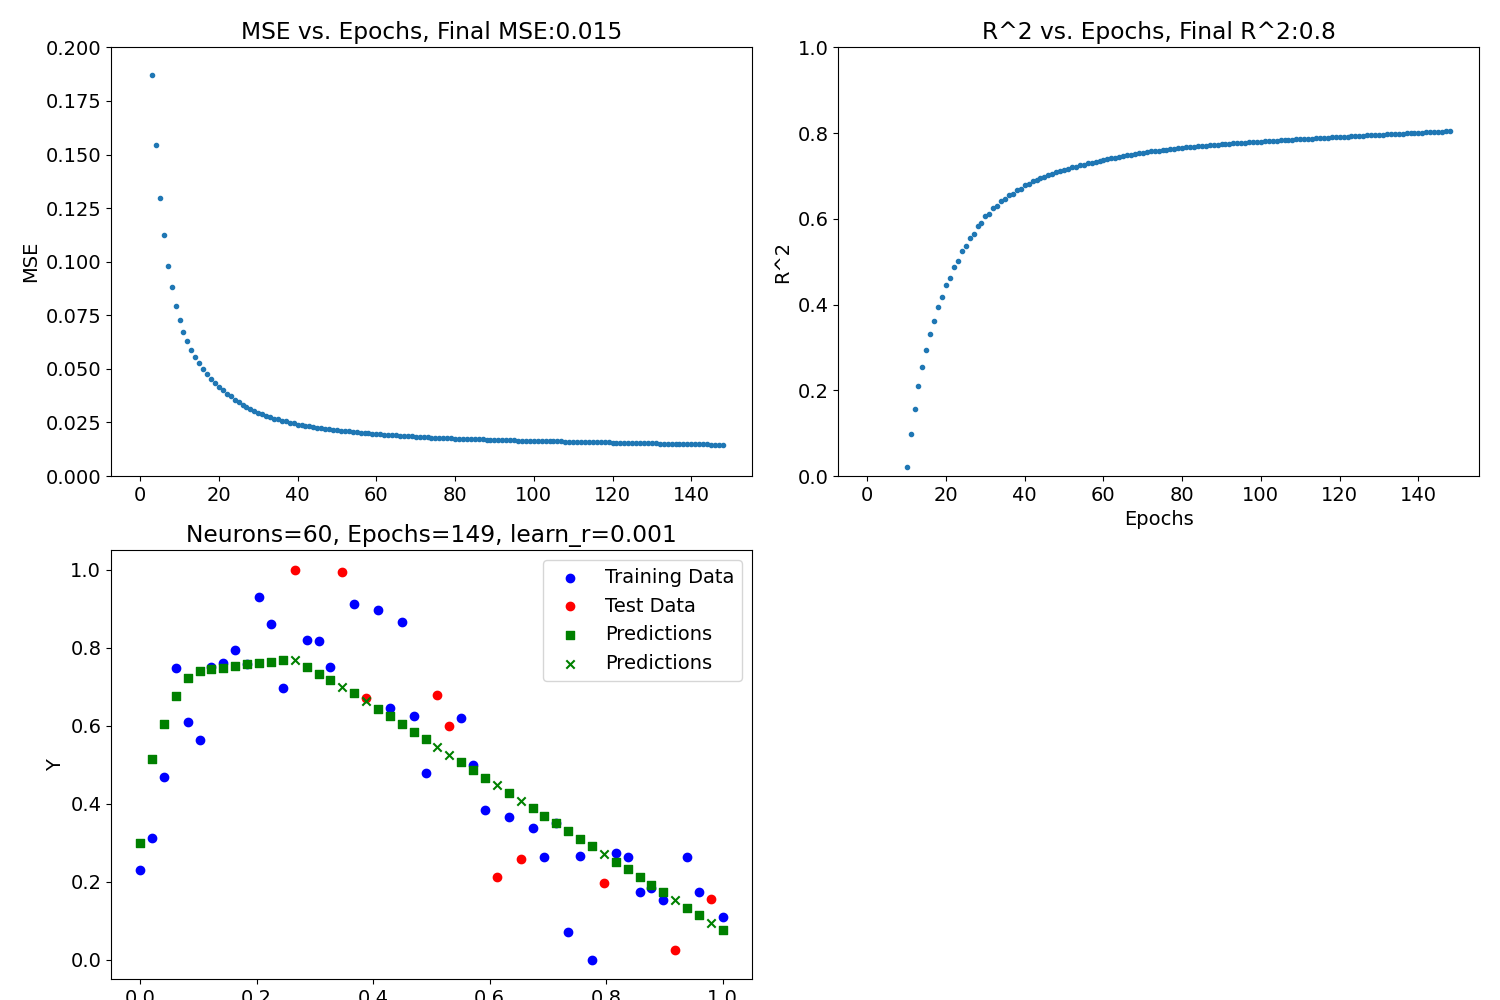 MSE vs. Epochs, Final MSE:0.015
0.200
0.175
0.150
0.125
0.100
0.075
0.050
0.025
0.000
MSE
0 20 40 60 80 100 120 140
R^2 vs. Epochs, Final R^2:0.8
1.0
0.8
0.6
0.4
0.2
0.0
R^2
0 20 40 60 80 100 120 140
Epochs
Neurons=60, Epochs=149, learn_r=0.001
1.0
0.8
0.6
0.4
0.2
0.0
Y
Training Data
Test Data
Predictions
Predictions
0.0 0.2 0.4 0.6 0.8 1.0